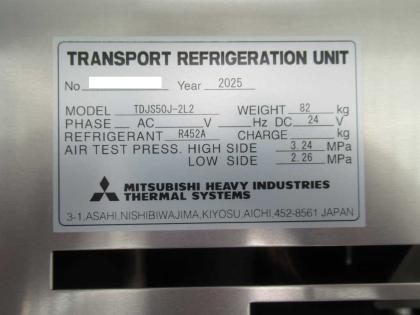 TRANSPORT REFRIGERATION UNIT
No Year 2025
MODEL TDJS50J-2L2 WEIGHT 82 kg
PHASE AC V Hz DC 24 V
REFRIGERANT R452A CHARGE kg
AIR TEST PRESS. HIGH SIDE 3.24 MPa
LOW SIDE 2.26 MPa
MITSUBISHI HEAVY INDUSTRIES
THERMAL SYSTEMS
3-1,ASAHI,NISHIBIWAJIMA,KIYOSU,AICHI,452-8561 JAPAN